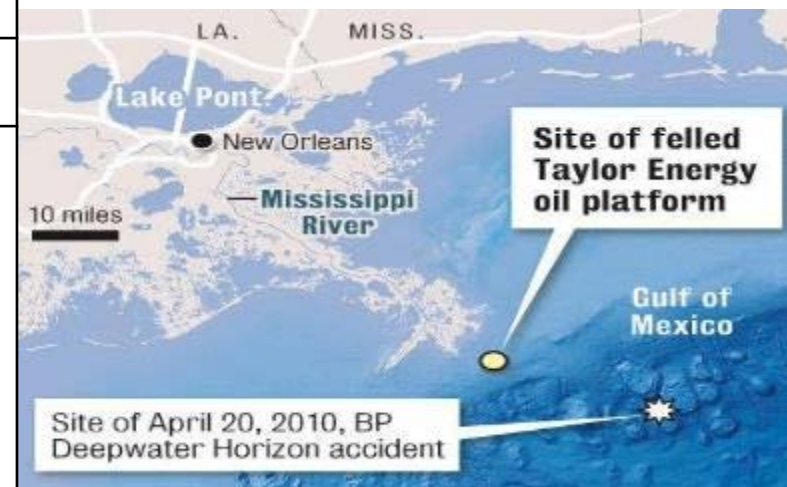 LA.
MISS.
Lake Pont.
New Orleans
Mississippi
River
10 miles
Site of felled
Taylor Energy
oil platform
Gulf of
Mexico
Site of April 20, 2010, BP
Deepwater Horizon accident